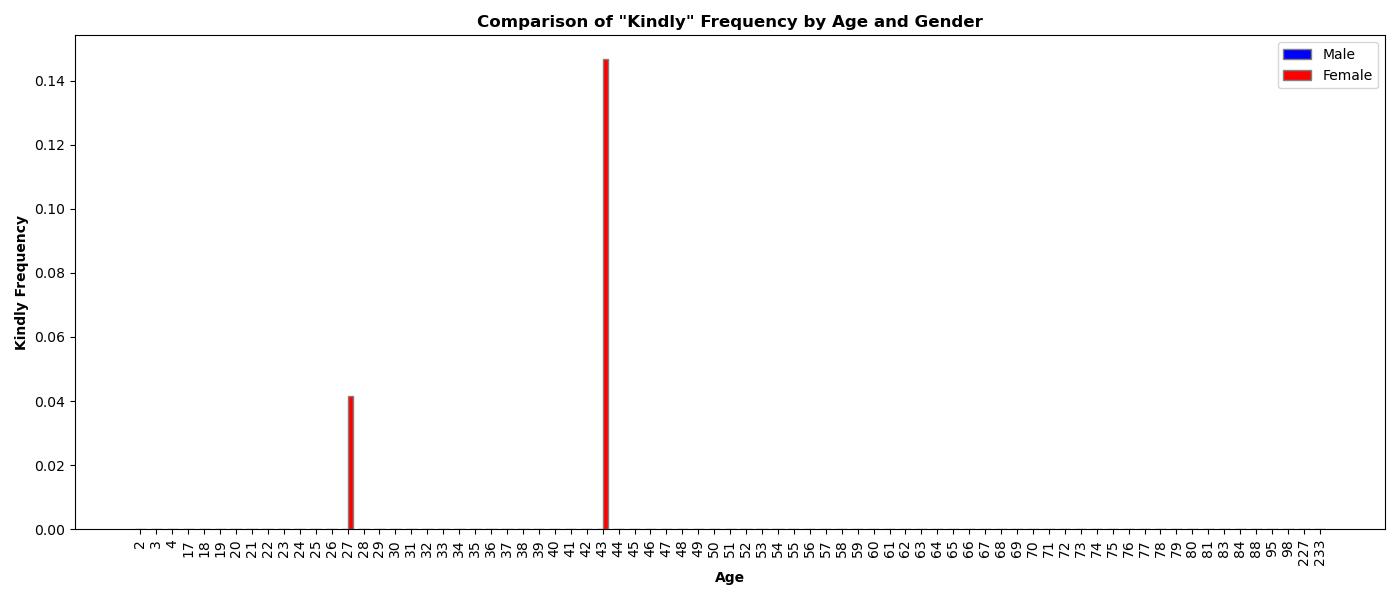 Comparison of "Kindly" Frequency by Age and Gender
Male
Female
Kindly Frequency
0.14
0.12
0.10
0.08
0.06
0.04
0.02
0.00
2 3 4 17 18 19 20 21 22 23 24 25 26 27 28 29 30 31 32 33 34 35 36 37 38 39 40 41 42 43 44 45 46 47 48 49 50 51 52 53 54 55 56 57 58 59 60 61 62 63 64 65 66 67 68 69 70 71 72 73 74 75 76 77 78 79 80 81 83 84 88 95 98 227 233
Age